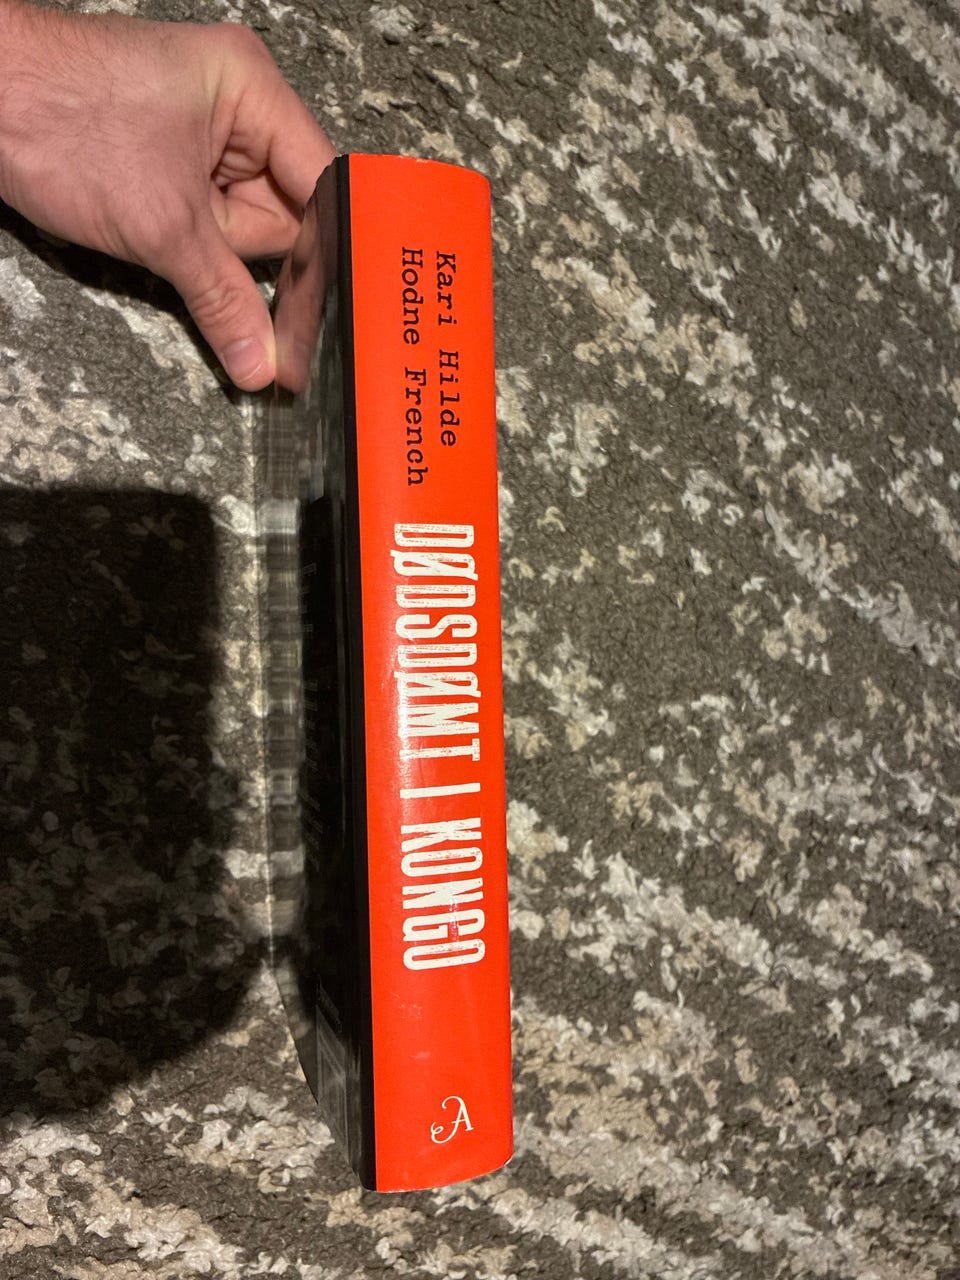 Kari Hilde
Hodne French
DØDSDØMT I KONGO
A